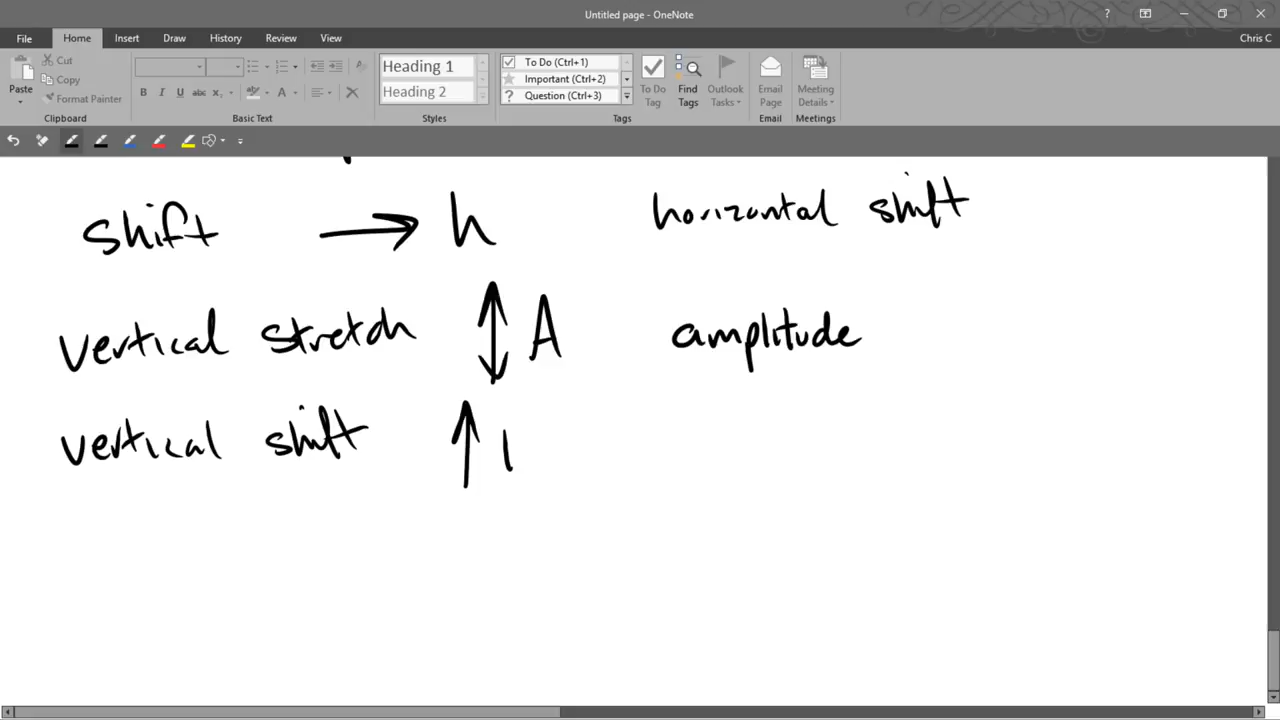 Untitled page - OneNote
File Home Insert Draw History Review View Chris C
Cut
Copy
Format Painter
Paste
Clipboard
B I U abc x A
Basic Text
Heading 1
Heading 2
Styles
To Do (Ctrl+1)
Important (Ctrl+2)
Question (Ctrl+3)
To Do Tag
Find Tags
Tags
Outlook Tasks
Email Page
Email
Meeting Details
Meetings
shift → h horizontal shift
vertical stretch ↕ A amplitude
vertical shift ↑